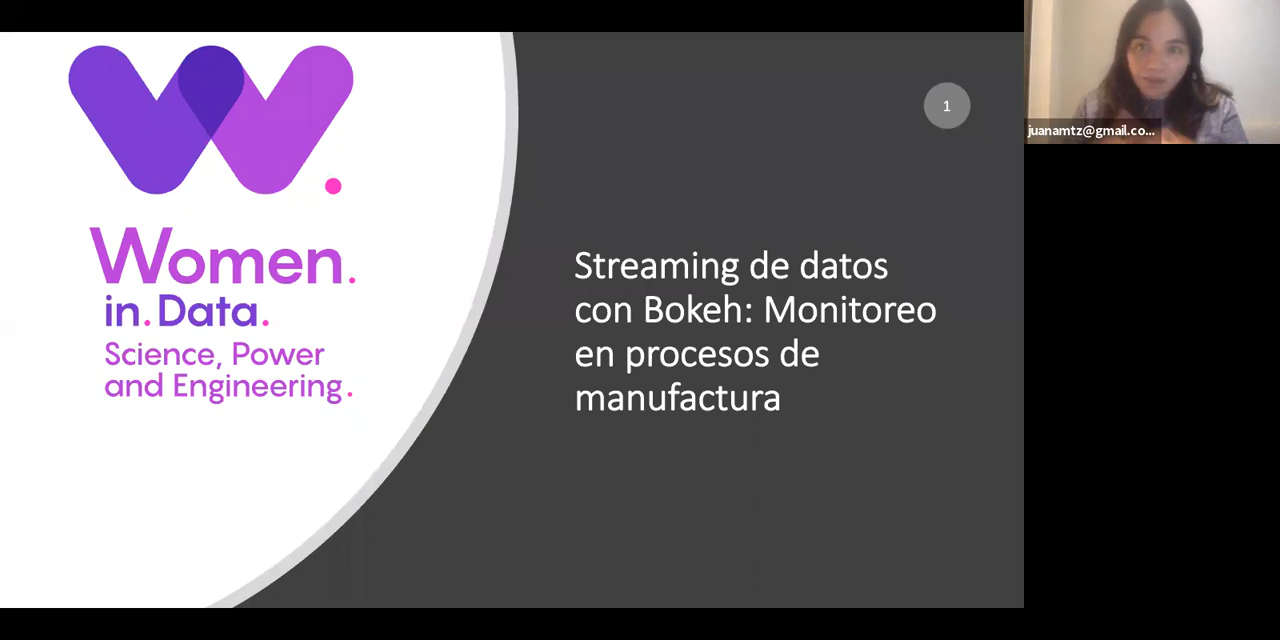 Women.
in.Data.
Science, Power
and Engineering.
1
Streaming de datos
con Bokeh: Monitoreo
en procesos de
manufactura
juanamtz@gmail.co...